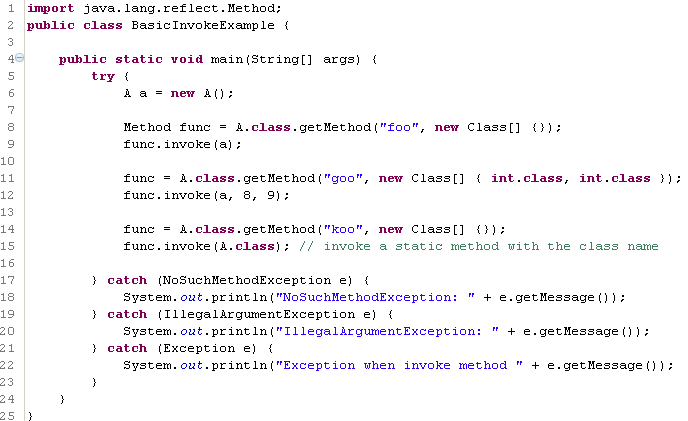 1 import java.lang.reflect.Method;
2 public class BasicInvokeExample {
3
4 public static void main(String[] args) {
5 try {
6 A a = new A();
7
8 Method func = A.class.getMethod("foo", new Class[] {});
9 func.invoke(a);
10
11 func = A.class.getMethod("goo", new Class[] { int.class, int.class });
12 func.invoke(a, 8, 9);
13
14 func = A.class.getMethod("koo", new Class[] {});
15 func.invoke(A.class); // invoke a static method with the class name
16
17 } catch (NoSuchMethodException e) {
18 System.out.println("NoSuchMethodException: " + e.getMessage());
19 } catch (IllegalArgumentException e) {
20 System.out.println("IllegalArgumentException: " + e.getMessage());
21 } catch (Exception e) {
22 System.out.println("Exception when invoke method " + e.getMessage());
23 }
24 }
25 }